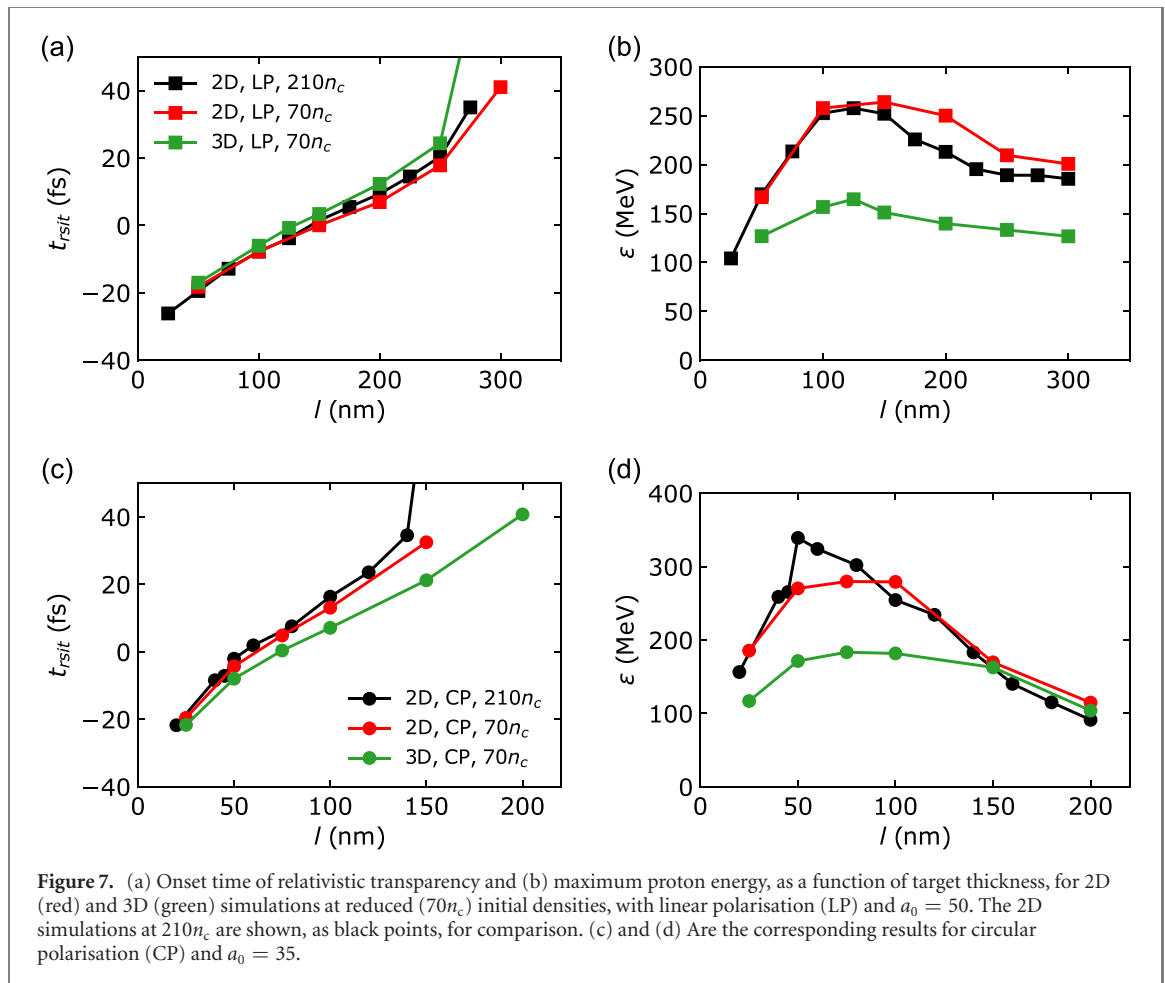 (a)
40
20
0
−20
−40
t_rsit (fs)
2D, LP, 210n_c
2D, LP, 70n_c
3D, LP, 70n_c
0 100 200 300
l (nm)
(b)
300
250
200
150
100
50
0
ε (MeV)
0 100 200 300
l (nm)
(c)
40
20
0
−20
−40
t_rsit (fs)
2D, CP, 210n_c
2D, CP, 70n_c
3D, CP, 70n_c
0 50 100 150 200
l (nm)
(d)
400
300
200
100
0
ε (MeV)
0 50 100 150 200
l (nm)
Figure 7. (a) Onset time of relativistic transparency and (b) maximum proton energy, as a function of target thickness, for 2D
(red) and 3D (green) simulations at reduced (70n_c) initial densities, with linear polarisation (LP) and a_0 = 50. The 2D
simulations at 210n_c are shown, as black points, for comparison. (c) and (d) Are the corresponding results for circular
polarisation (CP) and a_0 = 35.